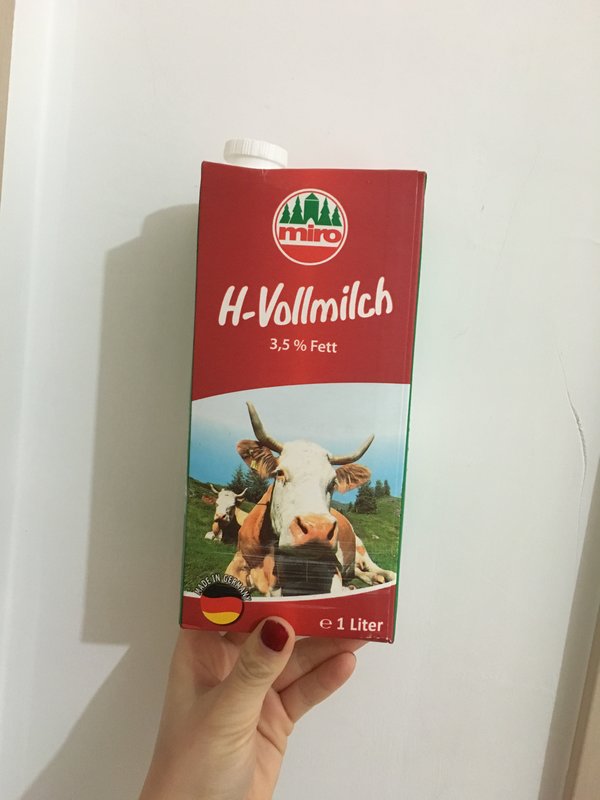 miro
H-Vollmilch
3,5 % Fett
MADE IN GERMANY
℮ 1 Liter